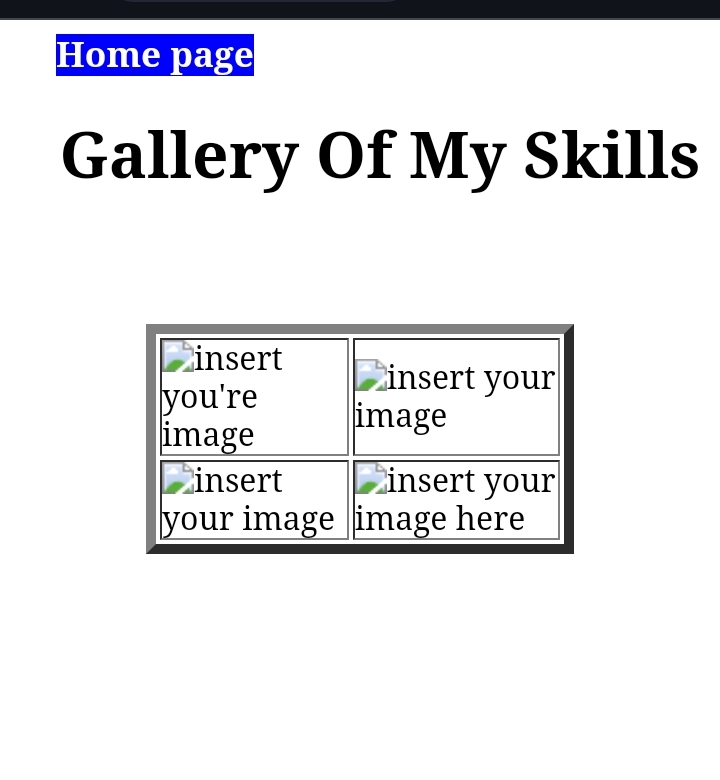 Home page
Gallery Of My Skills
insert
you're
image
insert your
image
insert
your image
insert your
image here